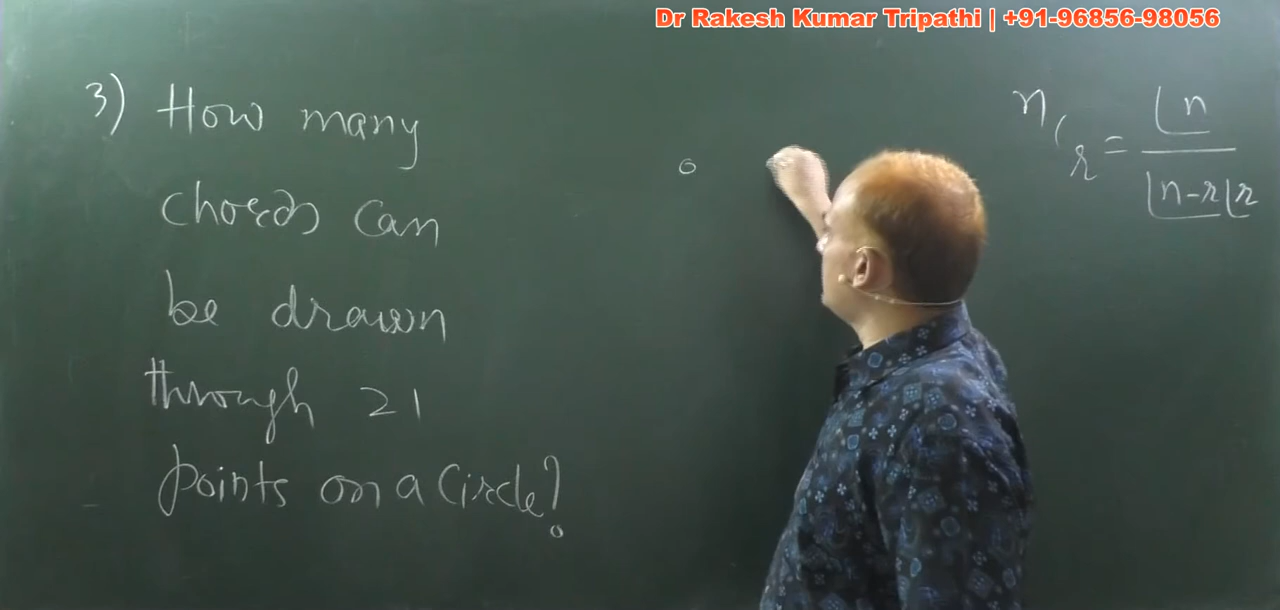 Dr Rakesh Kumar Tripathi | +91-96856-98056
3) How many
chords can
be drawn
through 21
points on a circle?
nCr = ⌊n / ⌊n-r ⌊r